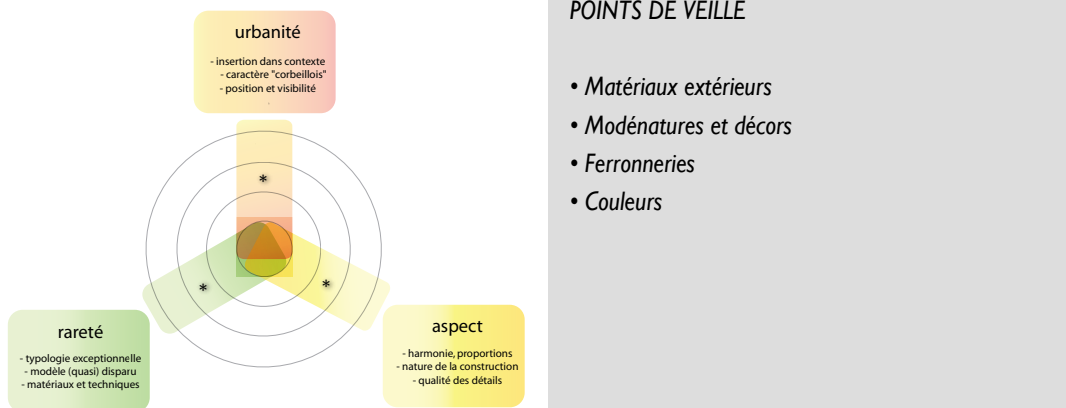 urbanité
- insertion dans contexte
- caractère "corbeillois"
- position et visibilité
*
*
*
rareté
- typologie exceptionnelle
- modèle (quasi) disparu
- matériaux et techniques
aspect
- harmonie, proportions
- nature de la construction
- qualité des détails
POINTS DE VEILLE
• Matériaux extérieurs
• Modénatures et décors
• Ferronneries
• Couleurs